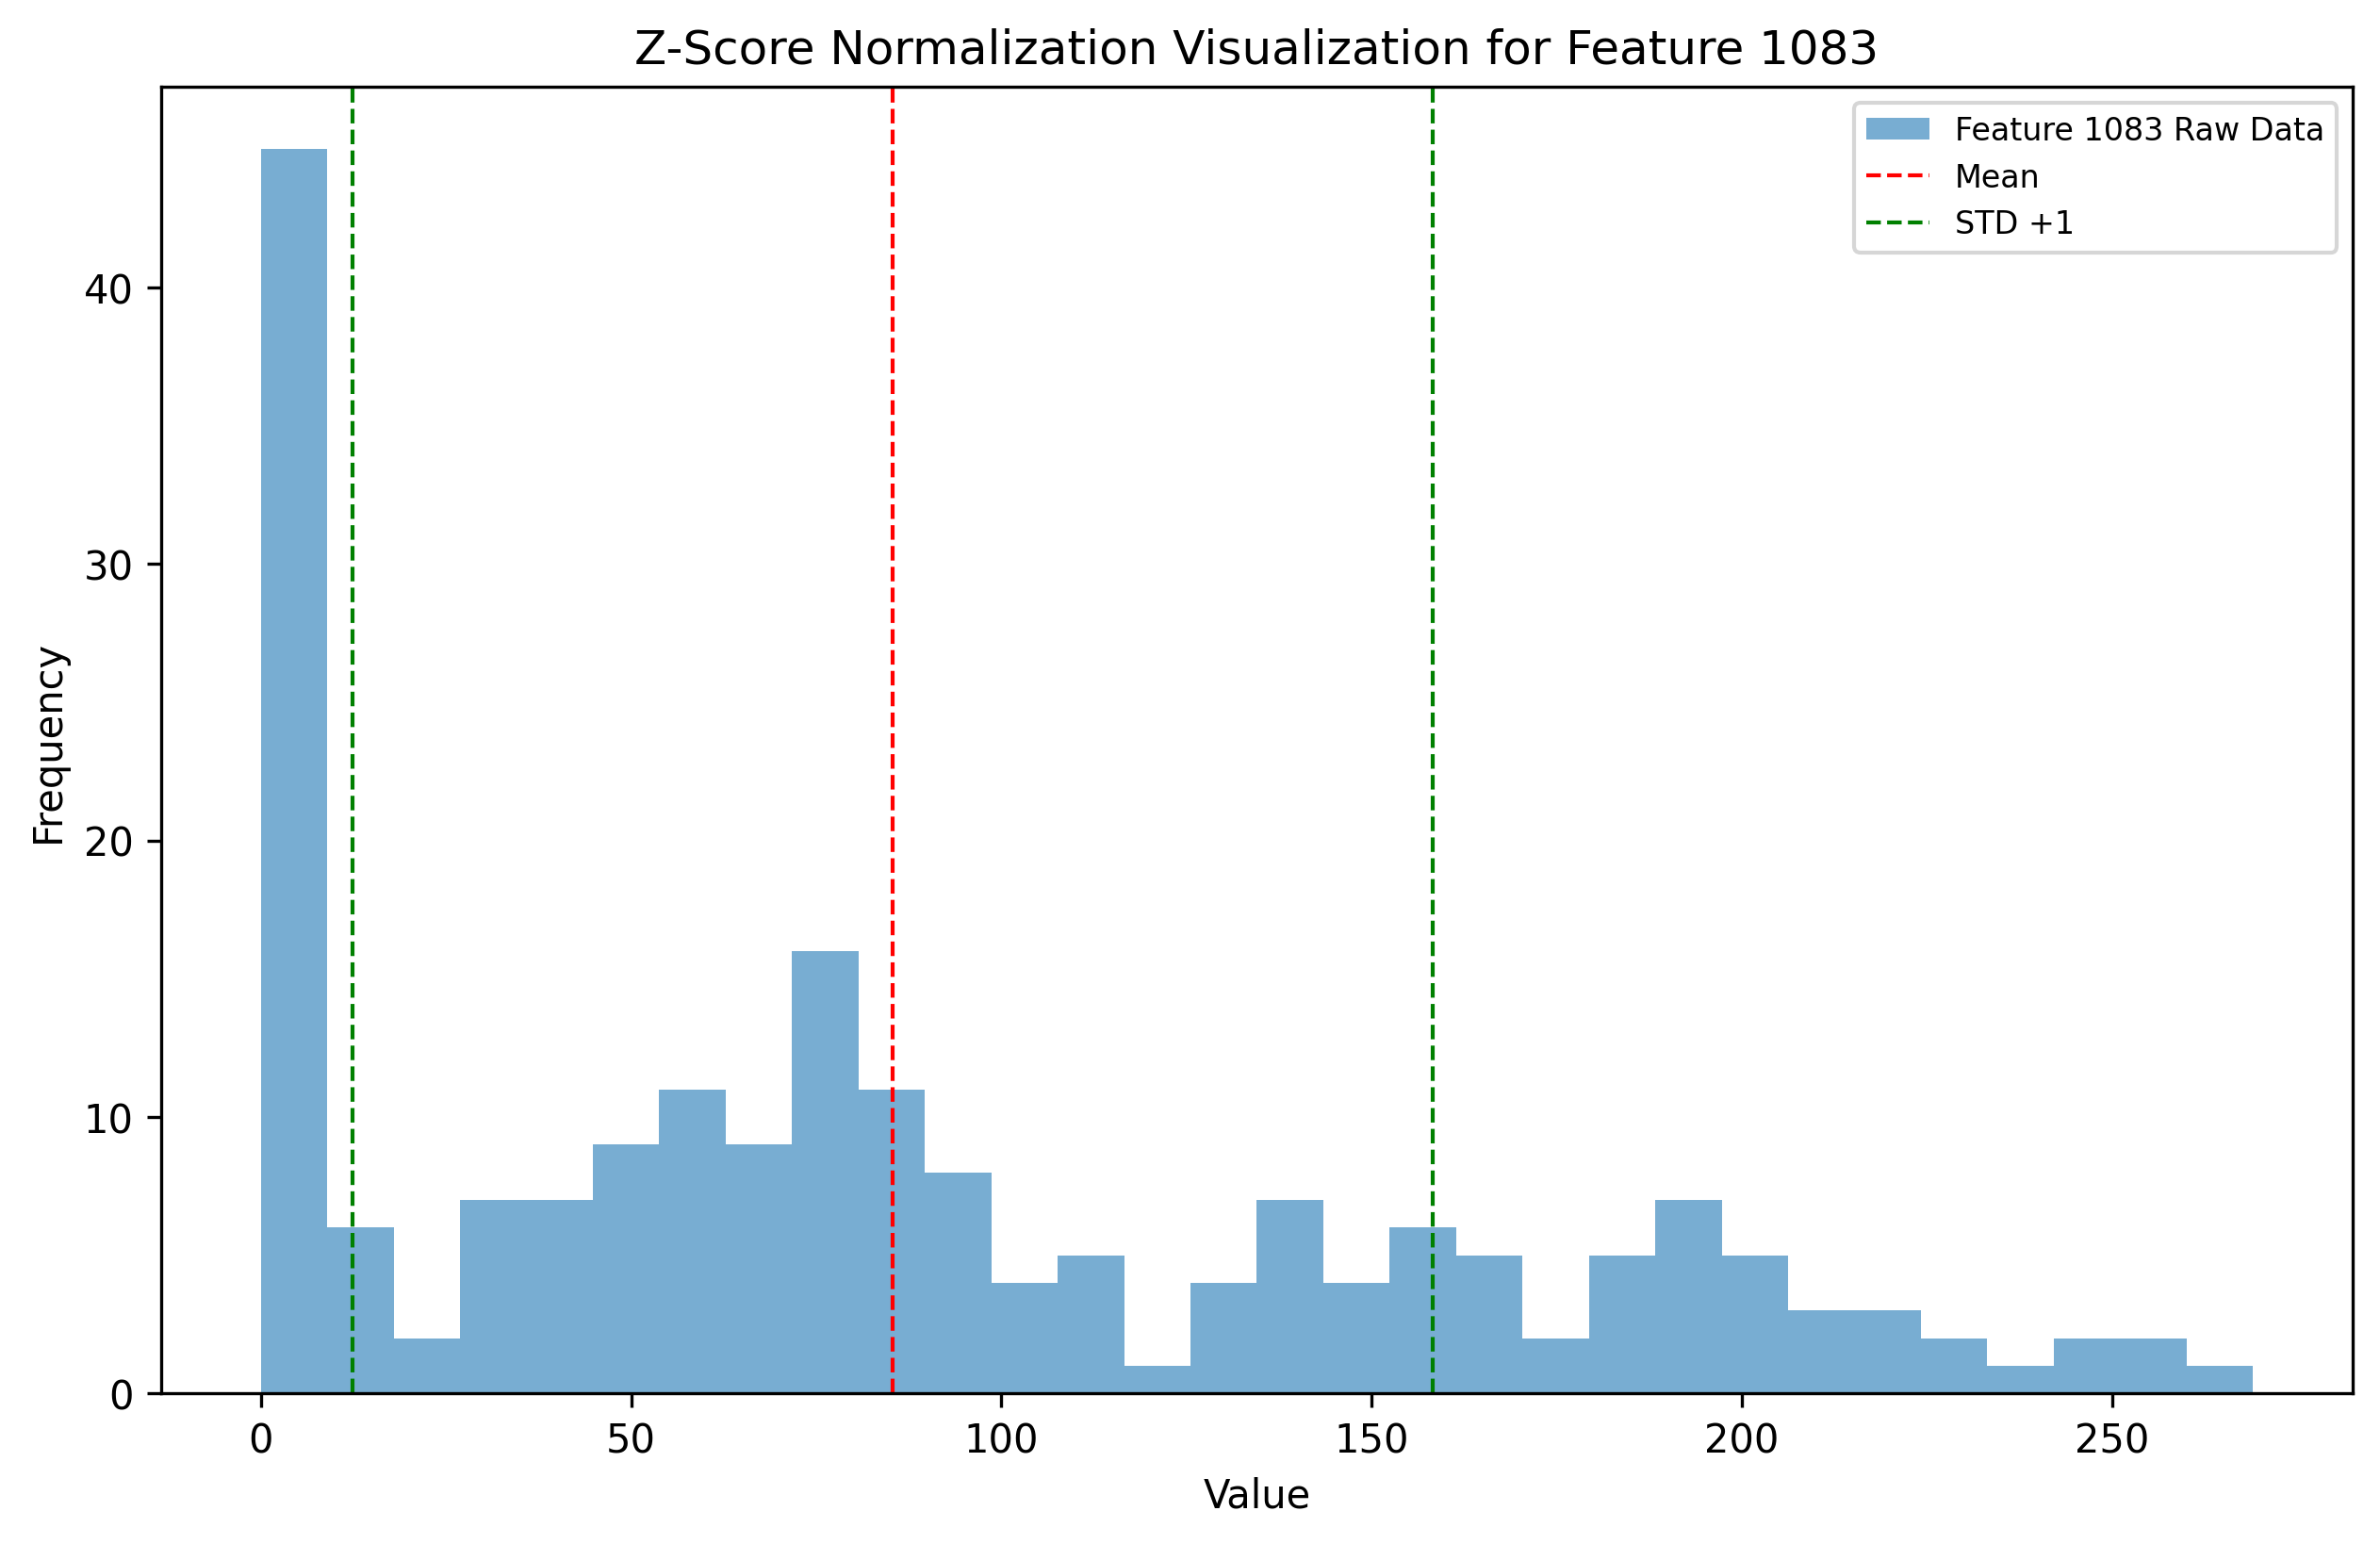 Z-Score Normalization Visualization for Feature 1083
Feature 1083 Raw Data
Mean
STD +1
40
30
20
10
0
Frequency
0 50 100 150 200 250
Value